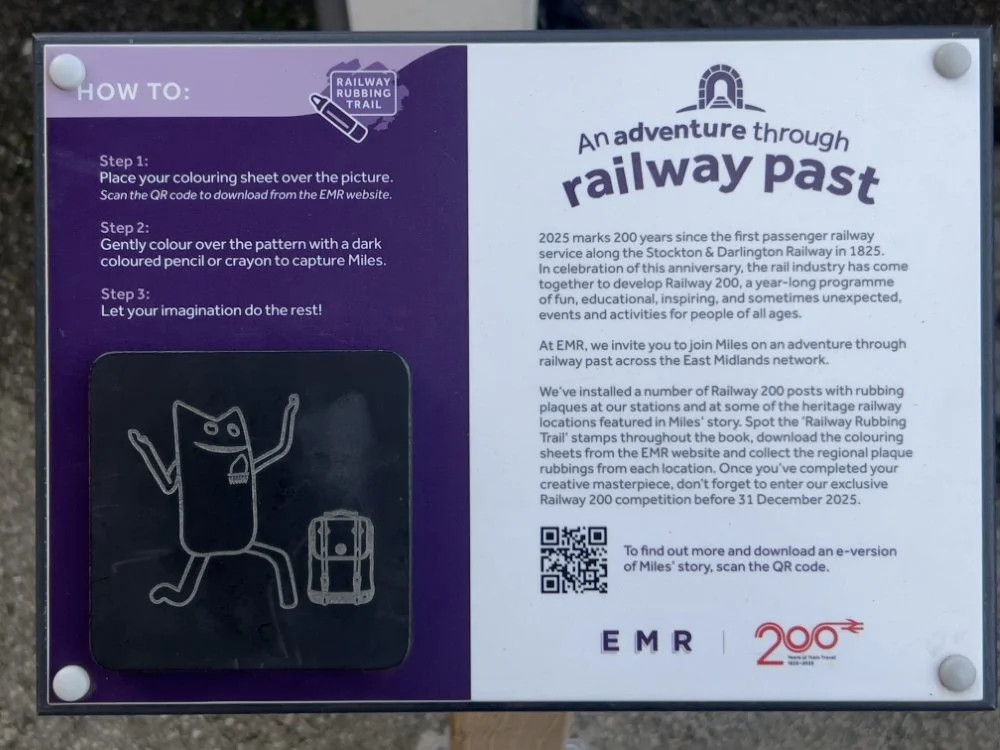 HOW TO:
RAILWAY
RUBBING
TRAIL
Step 1:
Place your colouring sheet over the picture.
Scan the QR code to download from the EMR website.
Step 2:
Gently colour over the pattern with a dark
coloured pencil or crayon to capture Miles.
Step 3:
Let your imagination do the rest!
An adventure through
railway past
2025 marks 200 years since the first passenger railway
service along the Stockton & Darlington Railway in 1825.
In celebration of this anniversary, the rail industry has come
together to develop Railway 200, a year-long programme
of fun, educational, inspiring, and sometimes unexpected,
events and activities for people of all ages.
At EMR, we invite you to join Miles on an adventure through
railway past across the East Midlands network.
We've installed a number of Railway 200 posts with rubbing
plaques at our stations and at some of the heritage railway
locations featured in Miles' story. Spot the 'Railway Rubbing
Trail' stamps throughout the book, download the colouring
sheets from the EMR website and collect the regional plaque
rubbings from each location. Once you've completed your
creative masterpiece, don't forget to enter our exclusive
Railway 200 competition before 31 December 2025.
To find out more and download an e-version
of Miles' story, scan the QR code.
EMR
200
Years of Train Travel
1825-2025